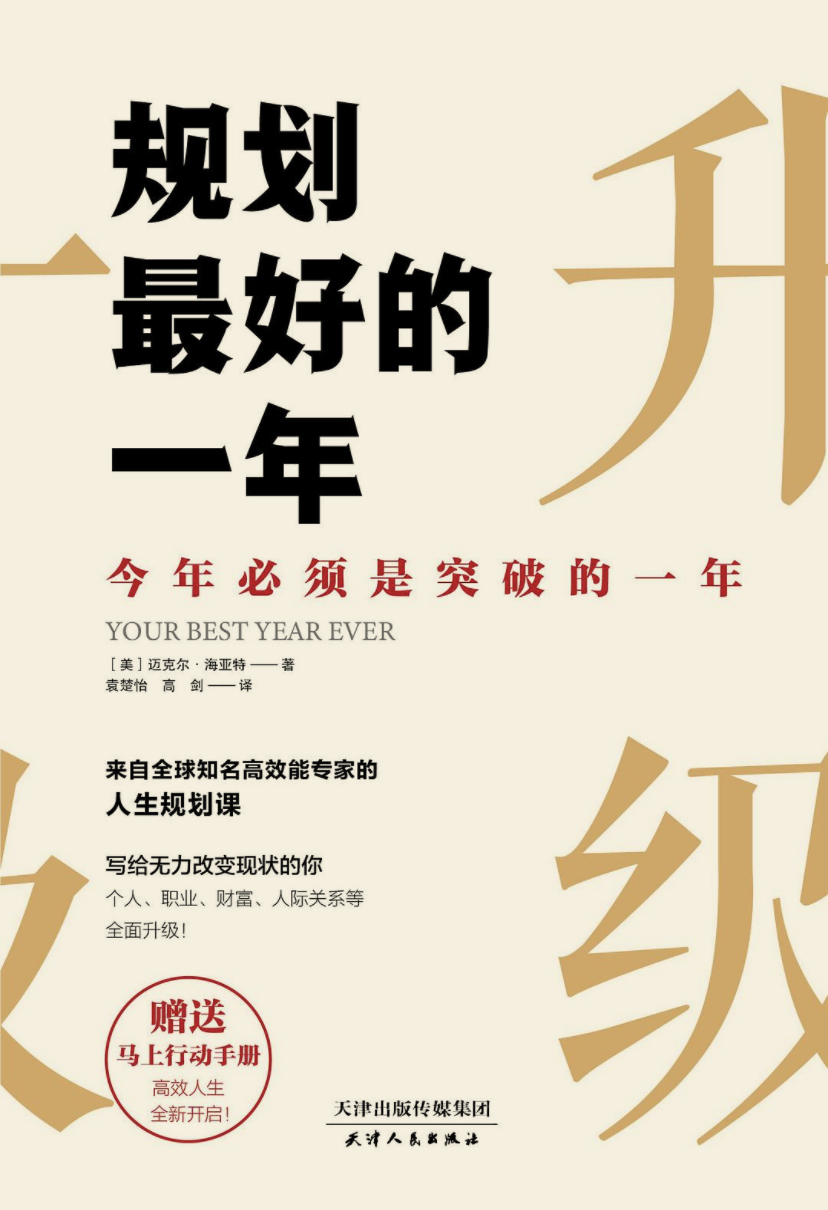 规划
最好的
一年
升
今年必须是突破的一年
YOUR BEST YEAR EVER
[美]迈克尔·海亚特——著
袁楚怡 高 剑——译
来自全球知名高效能专家的
人生规划课
写给无力改变现状的你
个人、职业、财富、人际关系等
全面升级!
级
赠送
马上行动手册
高效人生
全新开启!
天津出版传媒集团
天津人民出版社